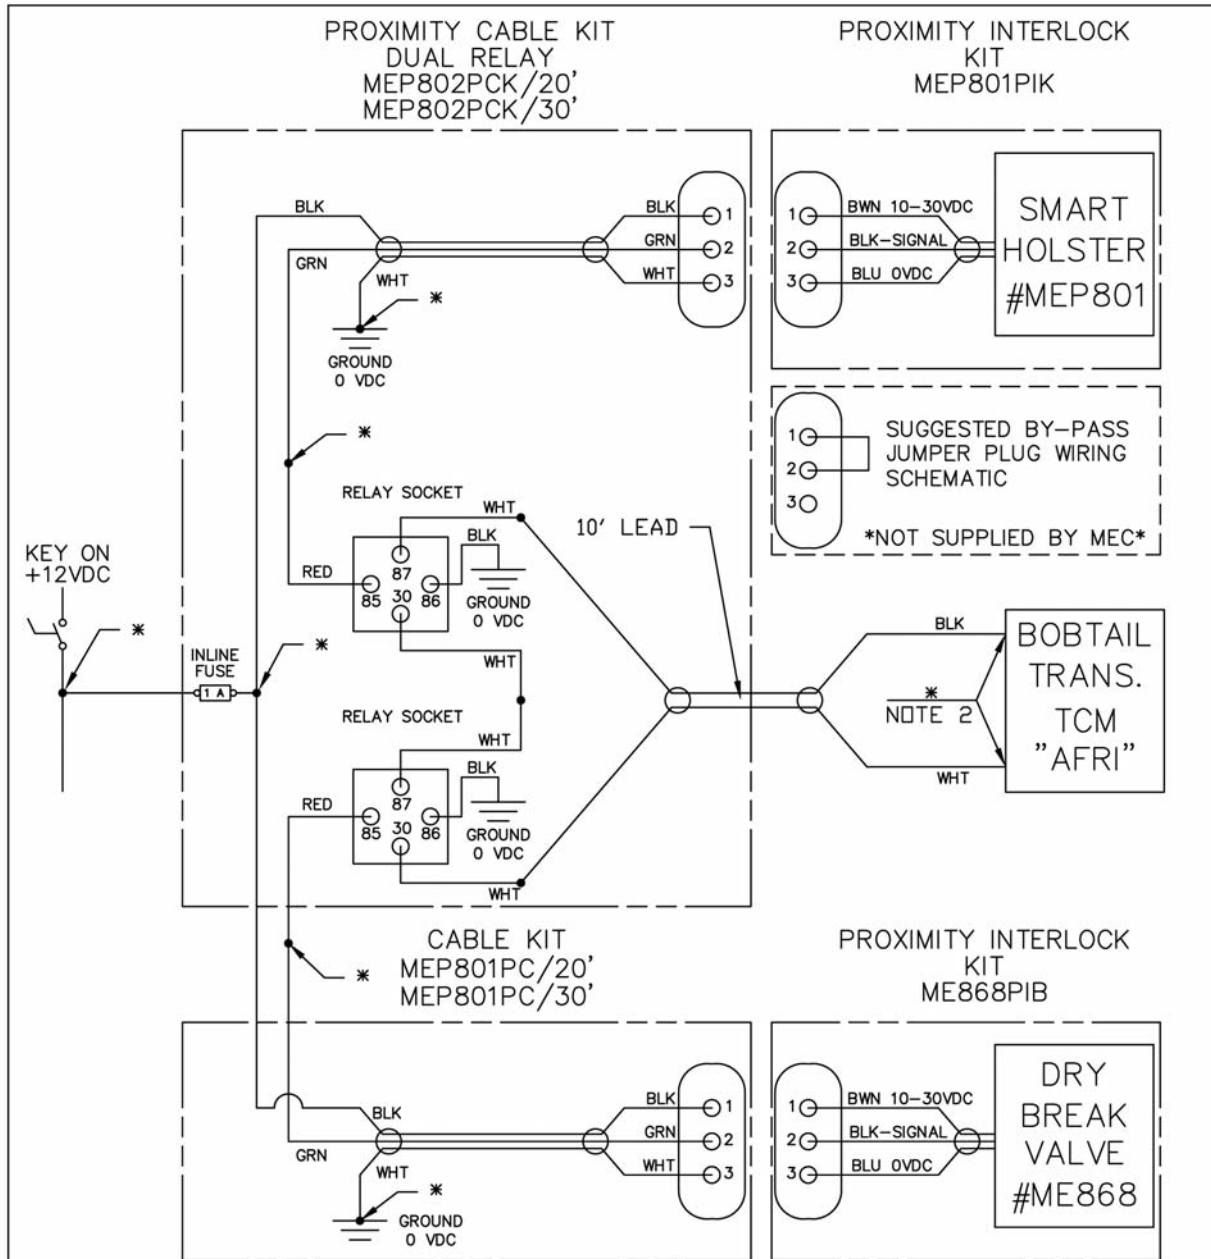 PROXIMITY CABLE KIT
DUAL RELAY
MEP802PCK/20'
MEP802PCK/30'
PROXIMITY INTERLOCK
KIT
MEP801PIK
BLK
GRN
WHT
*
GROUND
0 VDC
BLK
GRN
WHT
1
2
3
1
2
3
BWN 10-30VDC
BLK-SIGNAL
BLU 0VDC
SMART
HOLSTER
#MEP801
1
2
3
SUGGESTED BY-PASS
JUMPER PLUG WIRING
SCHEMATIC
*NOT SUPPLIED BY MEC*
*
RELAY SOCKET
WHT
BLK
RED
87
85
30
86
GROUND
0 VDC
WHT
10' LEAD
KEY ON
+12VDC
*
INLINE
FUSE
1 A
*
RELAY SOCKET
WHT
BLK
RED
87
85
30
86
GROUND
0 VDC
WHT
BLK
*
NOTE 2
WHT
BOBTAIL
TRANS.
TCM
"AFRI"
*
CABLE KIT
MEP801PC/20'
MEP801PC/30'
PROXIMITY INTERLOCK
KIT
ME868PIB
BLK
GRN
WHT
*
GROUND
0 VDC
BLK
GRN
WHT
1
2
3
1
2
3
BWN 10-30VDC
BLK-SIGNAL
BLU 0VDC
DRY
BREAK
VALVE
#ME868